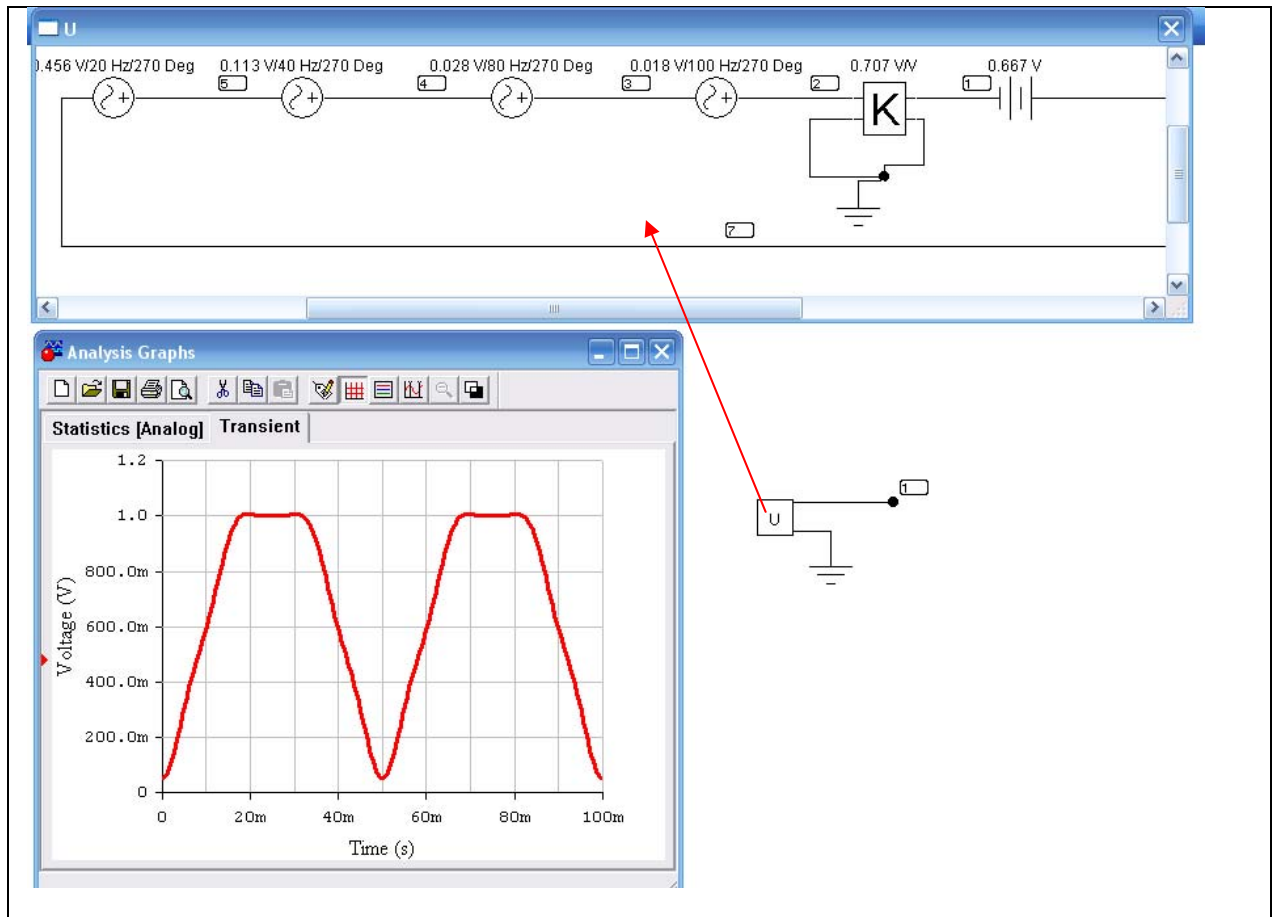 U
.456 V/20 Hz/270 Deg 0.113 V/40 Hz/270 Deg 0.028 V/80 Hz/270 Deg 0.018 V/100 Hz/270 Deg 0.707 V/V 0.667 V
5 4 3 2 1
K
7
Analysis Graphs
Statistics [Analog] Transient
1.2
1.0
800.0m
600.0m
400.0m
200.0m
0
Voltage (V)
0 20m 40m 60m 80m 100m
Time (s)
1
U